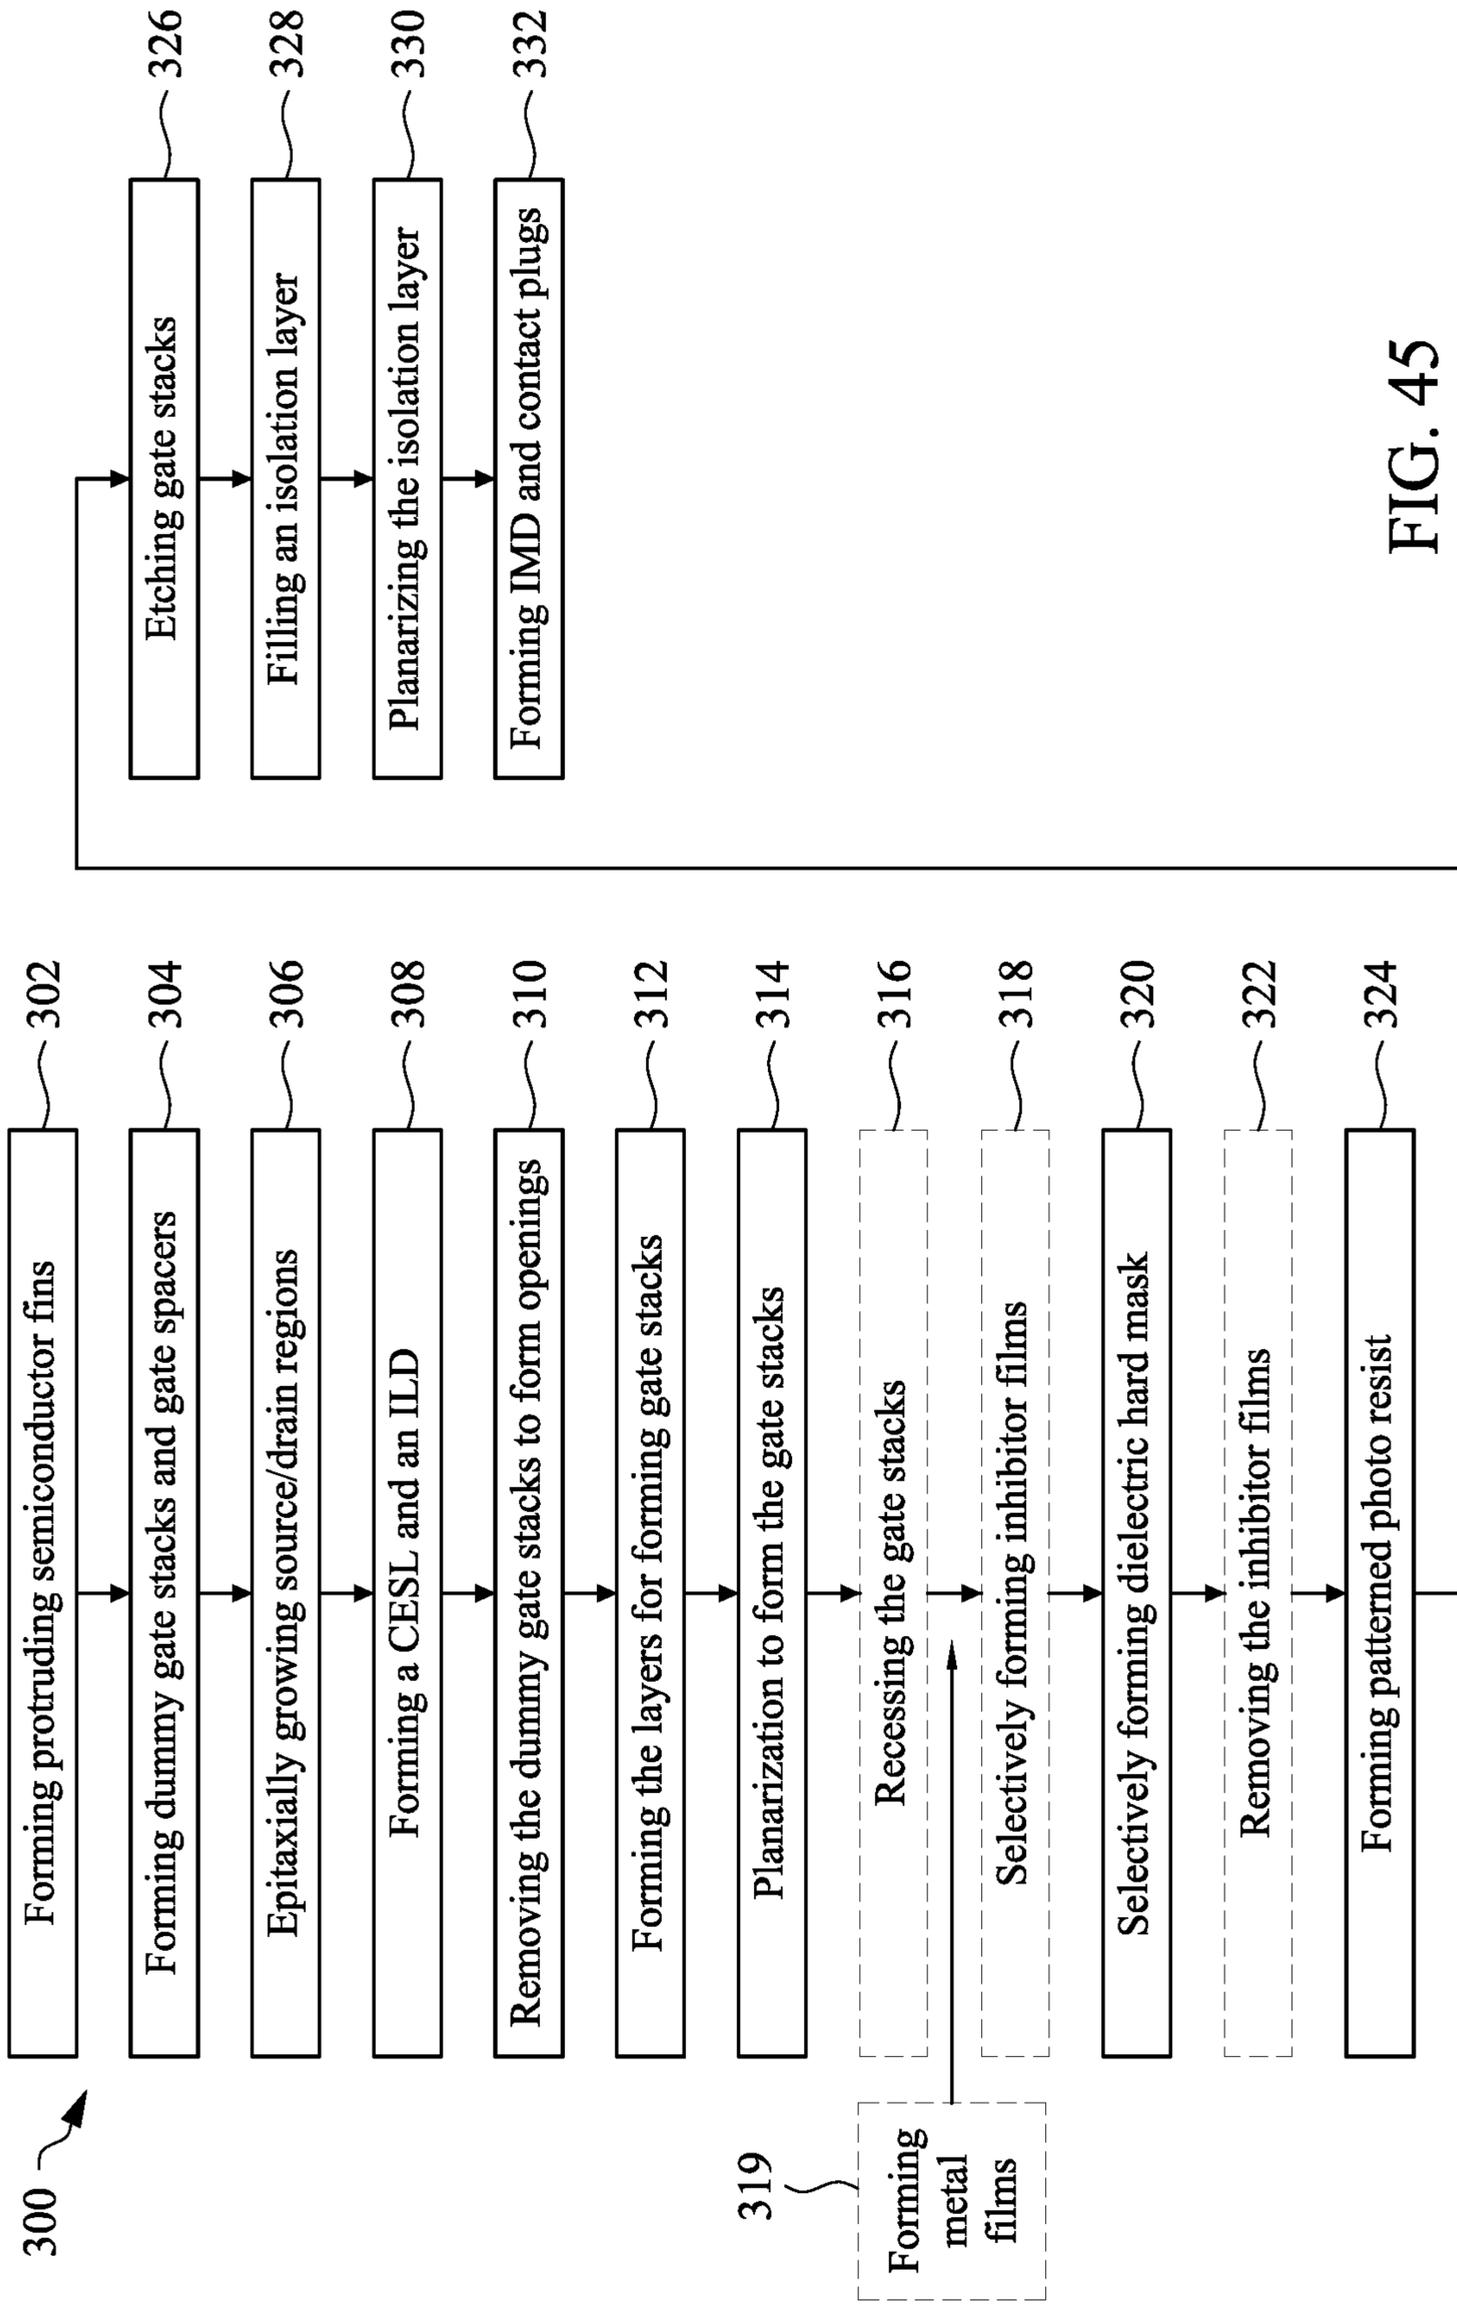 300
Forming protruding semiconductor fins
302
Forming dummy gate stacks and gate spacers
304
Epitaxially growing source/drain regions
306
Forming a CESL and an ILD
308
Removing the dummy gate stacks to form openings
310
Forming the layers for forming gate stacks
312
Planarization to form the gate stacks
314
Recessing the gate stacks
316
319
Forming
metal
films
Selectively forming inhibitor films
318
Selectively forming dielectric hard mask
320
Removing the inhibitor films
322
Forming patterned photo resist
324
Etching gate stacks
326
Filling an isolation layer
328
Planarizing the isolation layer
330
Forming IMD and contact plugs
332
FIG. 45